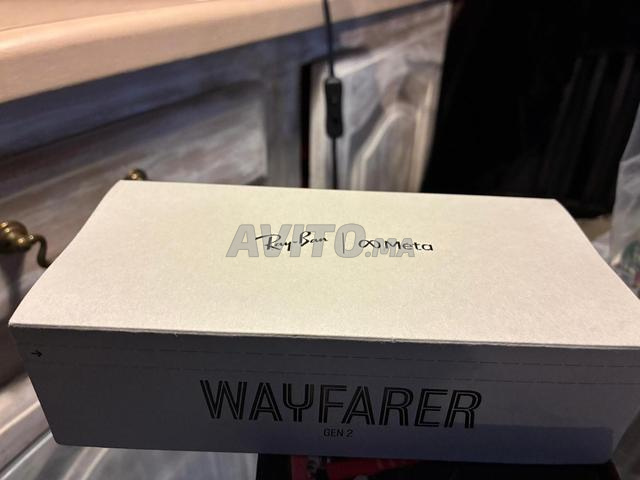 Ray-Ban | ∞ Meta
AVITO.ma
WAYFARER
GEN 2